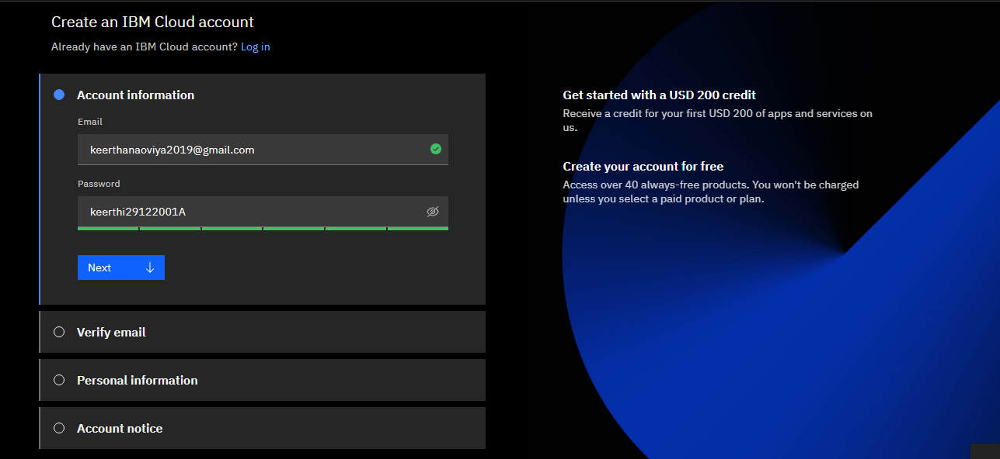 Create an IBM Cloud account
Already have an IBM Cloud account? Log in
Account information
Email
keerthanaoviya2019@gmail.com
Password
keerthi29122001A
Next
Verify email
Personal information
Account notice
Get started with a USD 200 credit
Receive a credit for your first USD 200 of apps and services on
us.
Create your account for free
Access over 40 always-free products. You won't be charged
unless you select a paid product or plan.